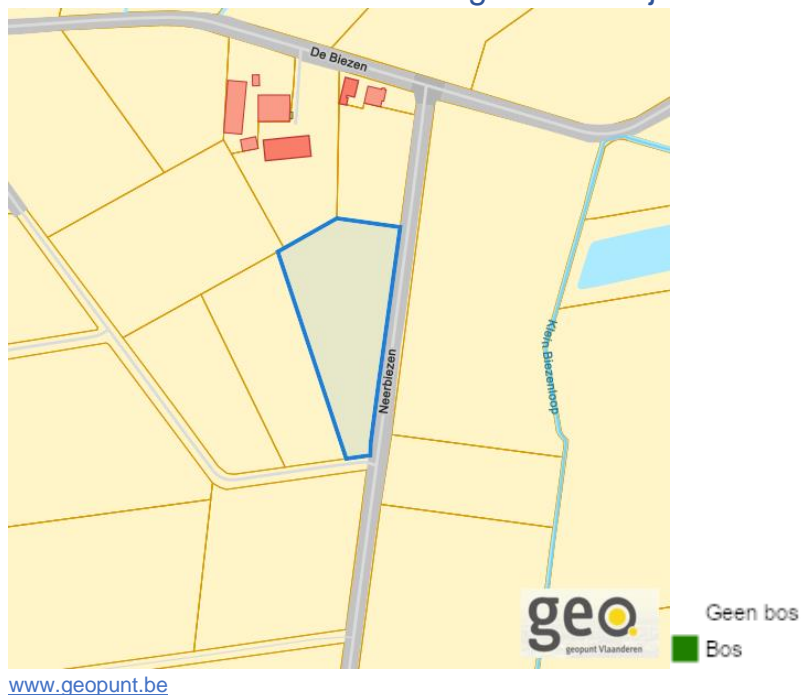 De Biezen
Neerbiezen
Klein Biezenloop
geo.
geopunt Vlaanderen
Geen bos
Bos
www.geopunt.be